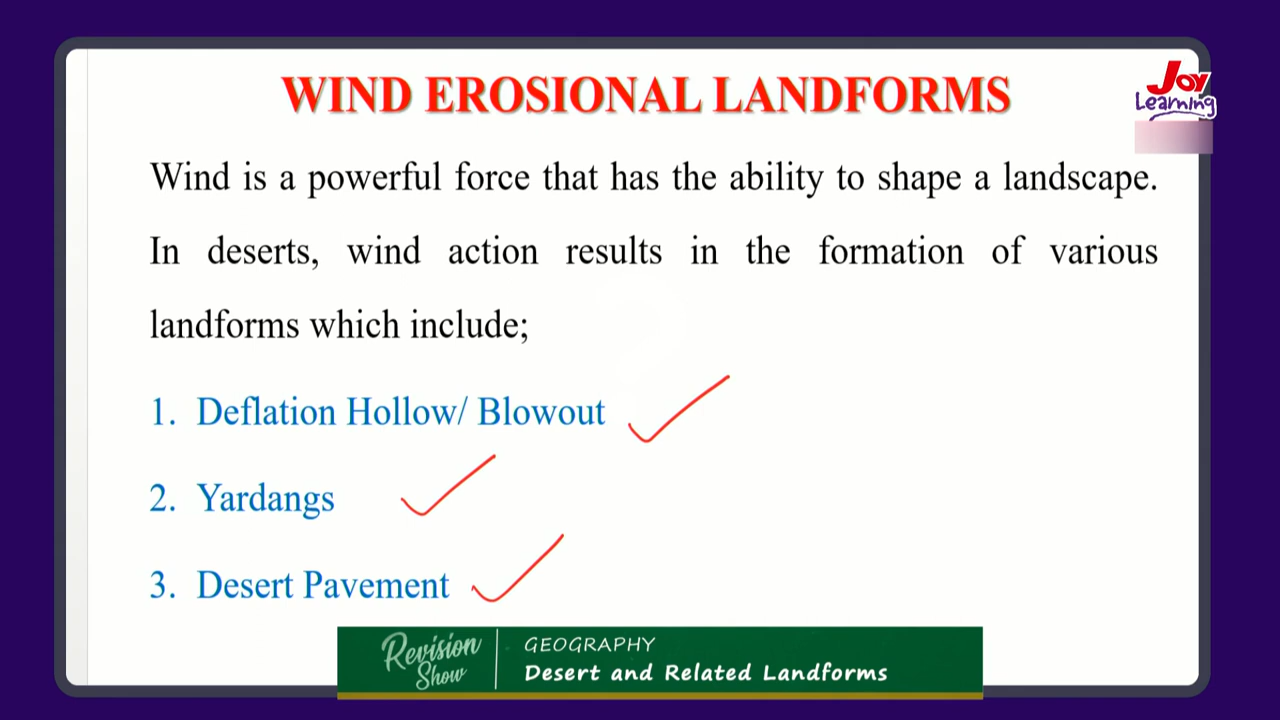 WIND EROSIONAL LANDFORMS
Joy
Learning
Wind is a powerful force that has the ability to shape a landscape.
In deserts, wind action results in the formation of various
landforms which include;
1. Deflation Hollow/ Blowout
2. Yardangs
3. Desert Pavement
Revision
Show
GEOGRAPHY
Desert and Related Landforms